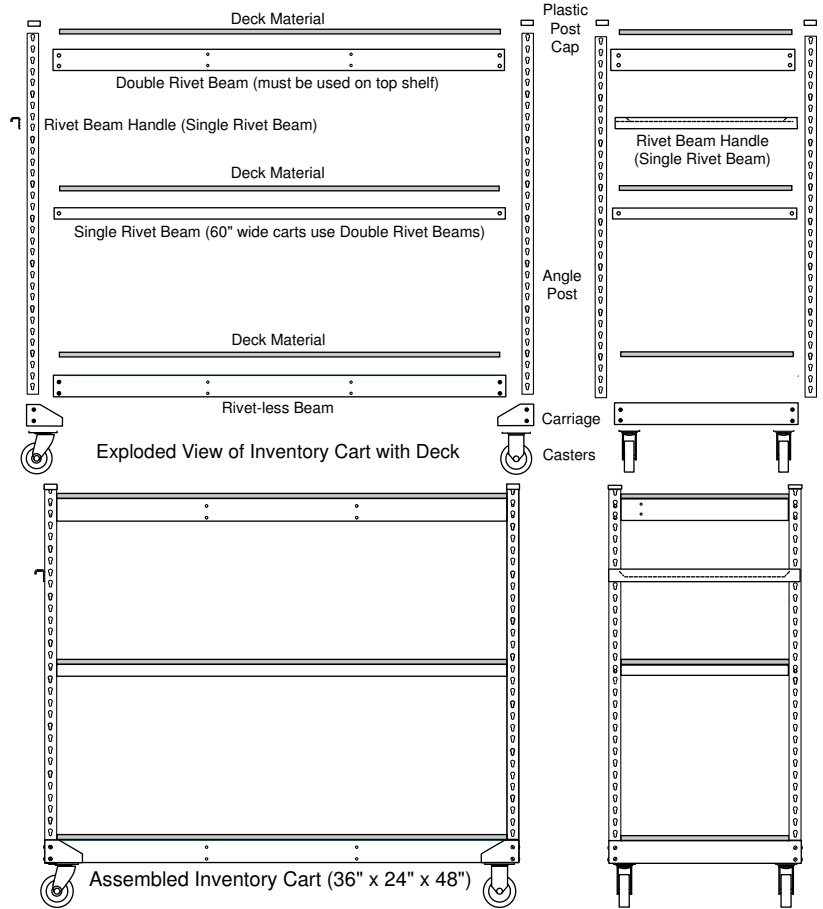 Deck Material
Plastic
Post
Cap
Double Rivet Beam (must be used on top shelf)
Rivet Beam Handle (Single Rivet Beam)
Rivet Beam Handle
(Single Rivet Beam)
Deck Material
Single Rivet Beam (60" wide carts use Double Rivet Beams)
Angle
Post
Deck Material
Rivet-less Beam
Carriage
Exploded View of Inventory Cart with Deck
Casters
Assembled Inventory Cart (36" x 24" x 48")